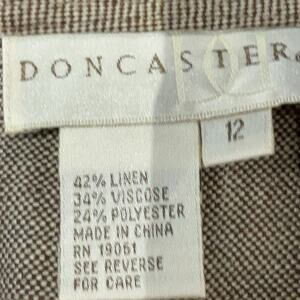 DONCASTER
12
42% LINEN
34% VISCOSE
24% POLYESTER
MADE IN CHINA
RN 19061
SEE REVERSE
FOR CARE